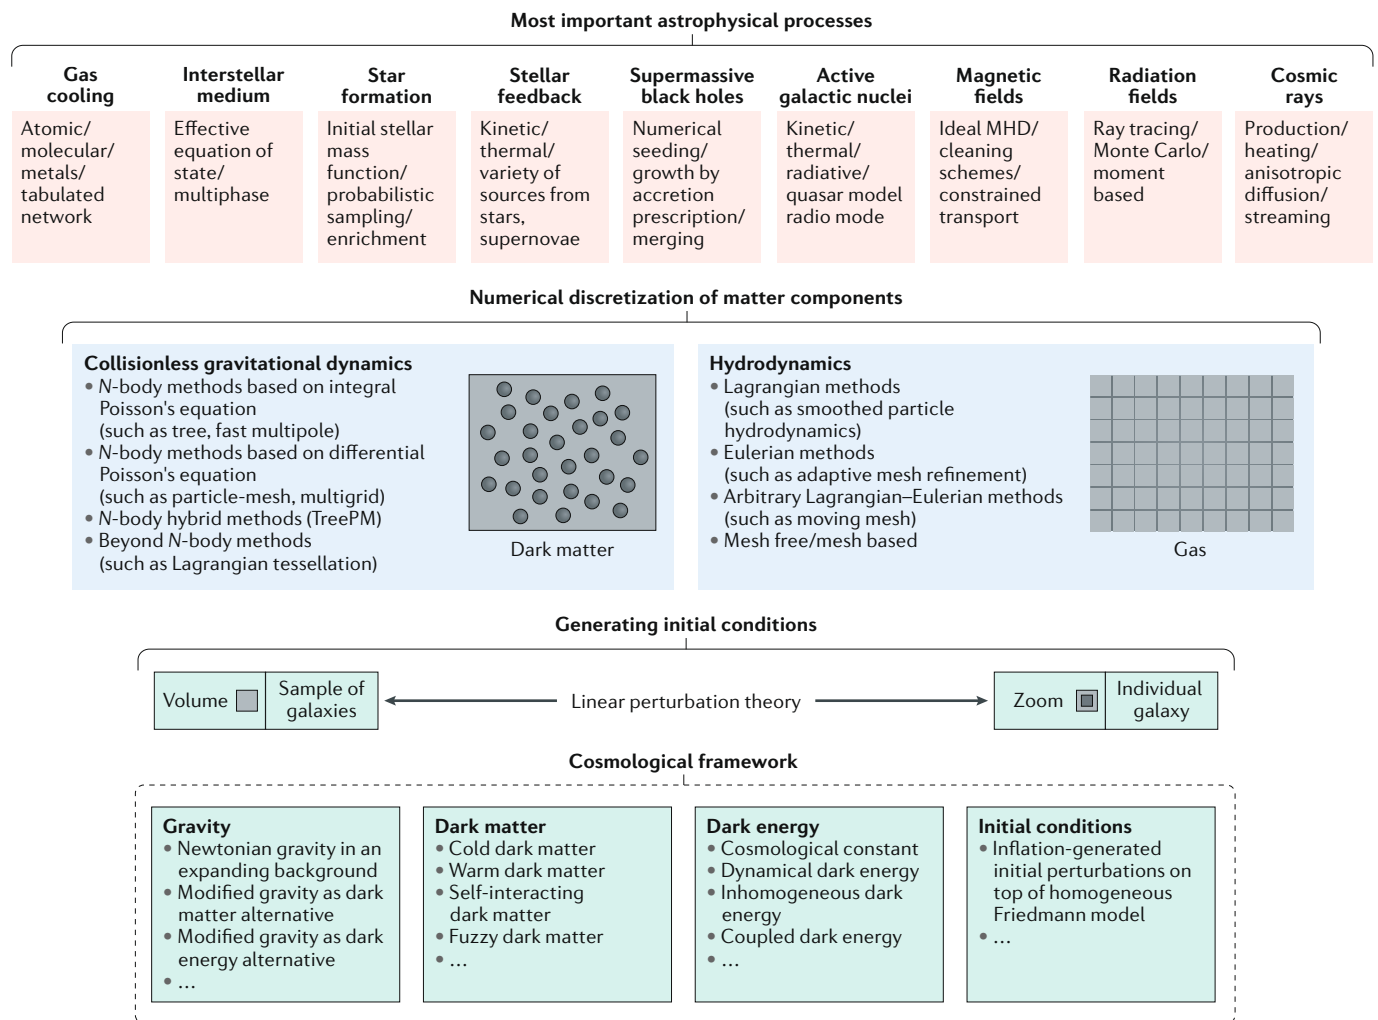 Most important astrophysical processes
Gas
cooling
Atomic/
molecular/
metals/
tabulated
network
Interstellar
medium
Effective
equation of
state/
multiphase
Star
formation
Initial stellar
mass
function/
probabilistic
sampling/
enrichment
Stellar
feedback
Kinetic/
thermal/
variety of
sources from
stars,
supernovae
Supermassive
black holes
Numerical
seeding/
growth by
accretion
prescription/
merging
Active
galactic nuclei
Kinetic/
thermal/
radiative/
quasar model
radio mode
Magnetic
fields
Ideal MHD/
cleaning
schemes/
constrained
transport
Radiation
fields
Ray tracing/
Monte Carlo/
moment
based
Cosmic
rays
Production/
heating/
anisotropic
diffusion/
streaming
Numerical discretization of matter components
Collisionless gravitational dynamics
• N-body methods based on integral
Poisson's equation
(such as tree, fast multipole)
• N-body methods based on differential
Poisson's equation
(such as particle-mesh, multigrid)
• N-body hybrid methods (TreePM)
• Beyond N-body methods
(such as Lagrangian tessellation)
Dark matter
Hydrodynamics
• Lagrangian methods
(such as smoothed particle
hydrodynamics)
• Eulerian methods
(such as adaptive mesh refinement)
• Arbitrary Lagrangian–Eulerian methods
(such as moving mesh)
• Mesh free/mesh based
Gas
Generating initial conditions
Volume
Sample of
galaxies
Linear perturbation theory
Zoom
Individual
galaxy
Cosmological framework
Gravity
• Newtonian gravity in an
expanding background
• Modified gravity as dark
matter alternative
• Modified gravity as dark
energy alternative
• ...
Dark matter
• Cold dark matter
• Warm dark matter
• Self-interacting
dark matter
• Fuzzy dark matter
• ...
Dark energy
• Cosmological constant
• Dynamical dark energy
• Inhomogeneous dark
energy
• Coupled dark energy
• ...
Initial conditions
• Inflation-generated
initial perturbations on
top of homogeneous
Friedmann model
• ...